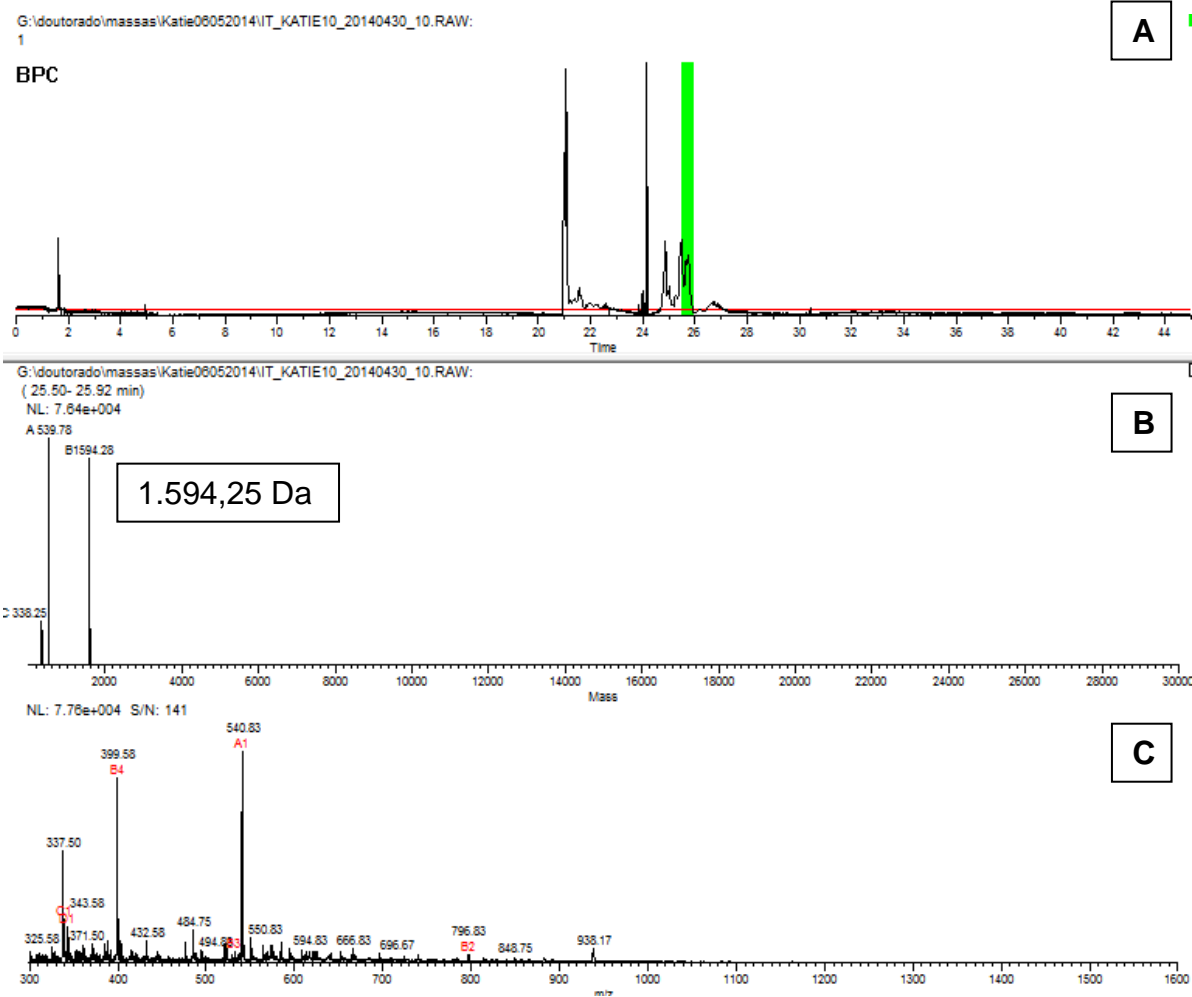 G:\doutorado\massas\Katie06052014\IT_KATIE10_20140430_10.RAW:
1
A
BPC
0 2 4 6 8 10 12 14 16 18 20 22 24 26 28 30 32 34 36 38 40 42 44
Time
G:\doutorado\massas\Katie06052014\IT_KATIE10_20140430_10.RAW:
( 25.50- 25.92 min)
NL: 7.64e+004
B
A 539.78
B1594.28
1.594,25 Da
C 338.25
2000 4000 6000 8000 10000 12000 14000 16000 18000 20000 22000 24000 26000 28000 30000
Mass
NL: 7.76e+004 S/N: 141
C
540.83
A1
399.58
B4
337.50
343.58
C1
D1
325.58
371.50
432.58
484.75
B3
550.83
594.83
666.83
696.67
796.83
B2
848.75
938.17
300 400 500 600 700 800 900 1000 1100 1200 1300 1400 1500 1600
m/z